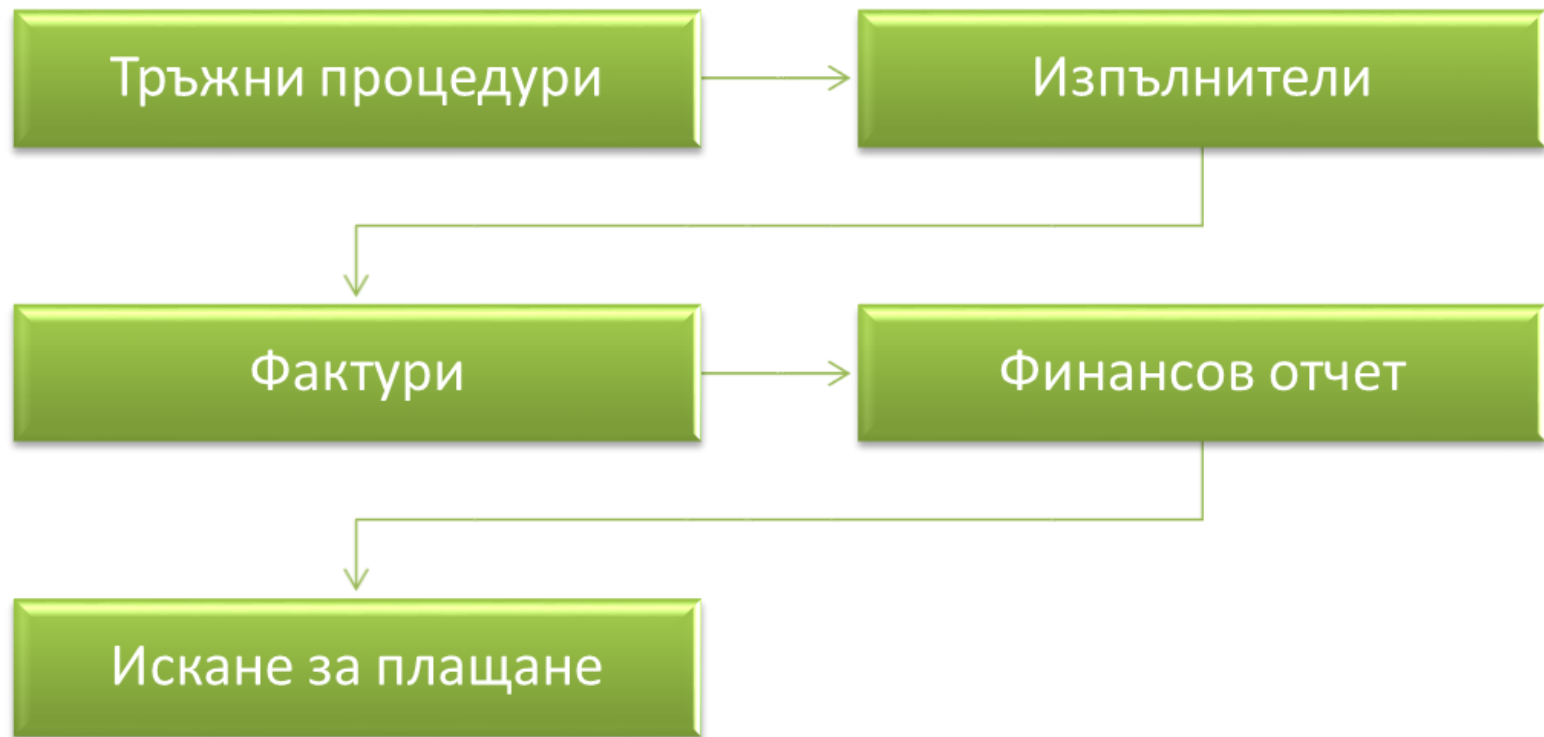 Тръжни процедури
Изпълнители
Фактури
Финансов отчет
Искане за плащане